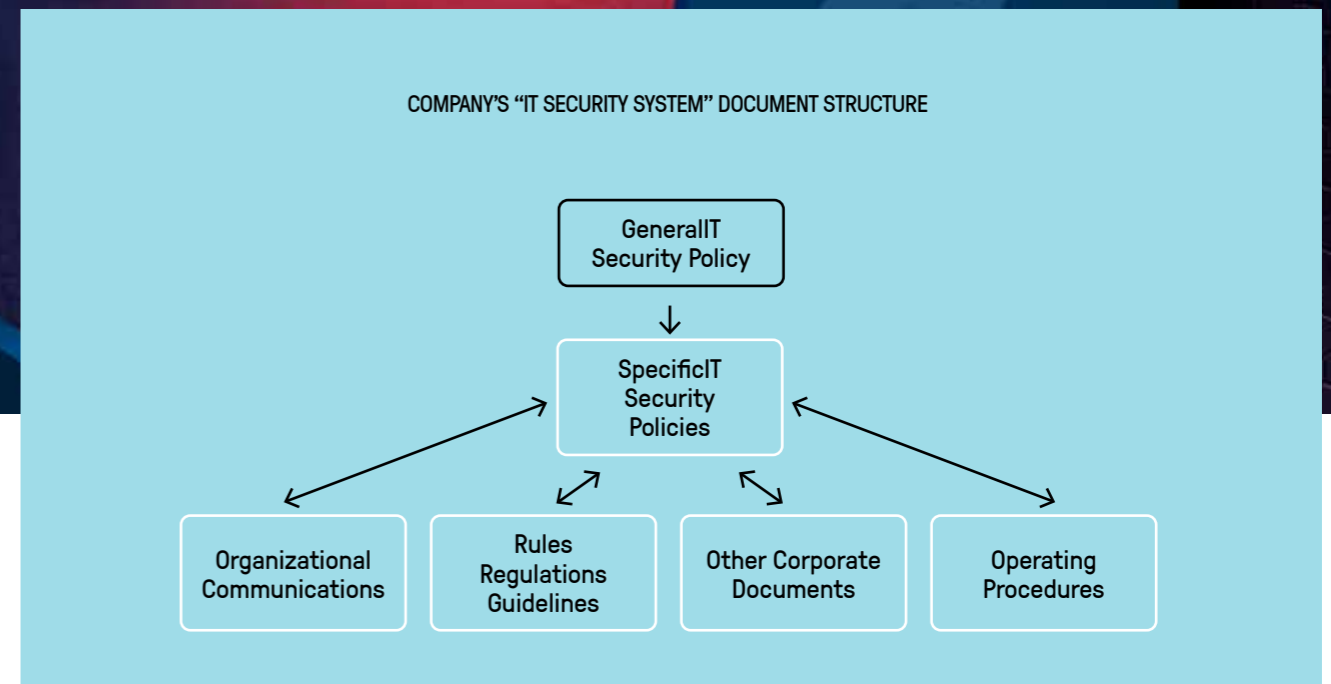 COMPANY’S “IT SECURITY SYSTEM” DOCUMENT STRUCTURE
GeneralIT
Security Policy
SpecificIT
Security
Policies
Organizational
Communications
Rules
Regulations
Guidelines
Other Corporate
Documents
Operating
Procedures